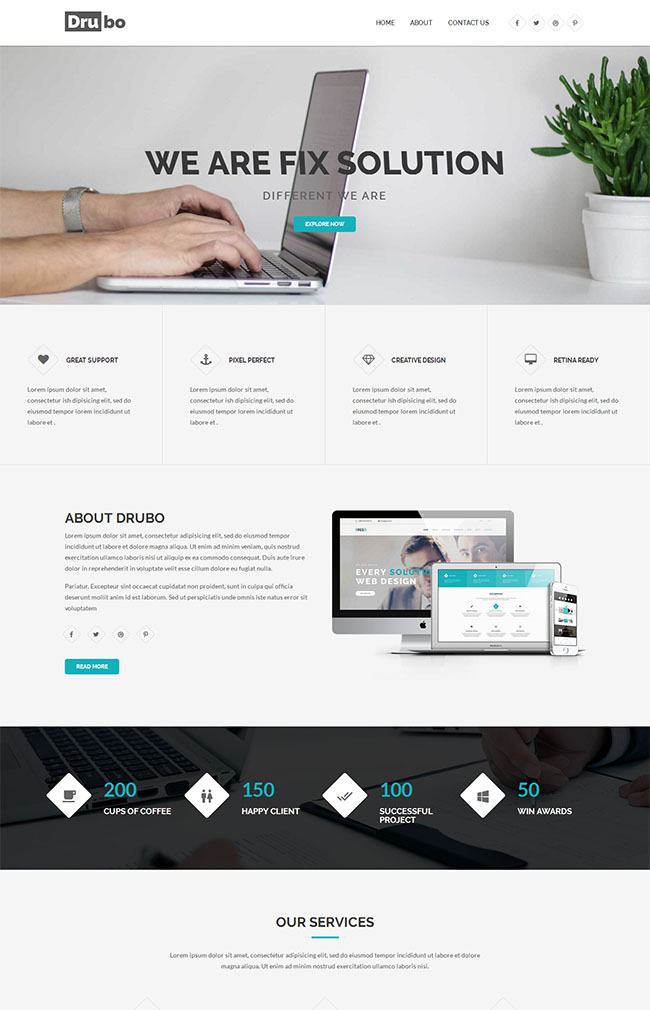 Drubo
HOME ABOUT CONTACT US
WE ARE FIX SOLUTION
DIFFERENT WE ARE
EXPLORE NOW
GREAT SUPPORT
Lorem ipsum dolor sit amet,
consectetur ish dipisicing elit, sed do
eiusmod tempor lorem incididunt ut
labore et .
PIXEL PERFECT
Lorem ipsum dolor sit amet,
consectetur ish dipisicing elit, sed do
eiusmod tempor lorem incididunt ut
labore et .
CREATIVE DESIGN
Lorem ipsum dolor sit amet,
consectetur ish dipisicing elit, sed do
eiusmod tempor lorem incididunt ut
labore et .
RETINA READY
Lorem ipsum dolor sit amet,
consectetur ish dipisicing elit, sed do
eiusmod tempor lorem incididunt ut
labore et .
ABOUT DRUBO
Lorem ipsum dolor sit amet, consectetur adipisicing elit, sed do eiusmod tempor
incididunt ut labore et dolore magna aliqua. Ut enim ad minim veniam, quis nostrud
exercitation ullamco laboris nisi ut aliquip ex ea commodo consequat. Duis aute irure
dolor in reprehenderit in voluptate velit esse cillum dolore eu fugiat nulla.
Pariatur. Excepteur sint occaecat cupidatat non proident, sunt in culpa qui officia
deserunt mollit anim id est laborum. Sed ut perspiciatis unde omnis iste natus error sit
voluptatem
READ MORE
EVERY SOLUTIO
WEB DESIGN
200
CUPS OF COFFEE
150
HAPPY CLIENT
100
SUCCESSFUL
PROJECT
50
WIN AWARDS
OUR SERVICES
Lorem ipsum dolor sit amet, consectetur adipisicing elit, sed do eiusmod tempor incididunt ut labore et dolore
magna aliqua. Ut enim ad minim nostrud exercitation ullamco laboris nisi.